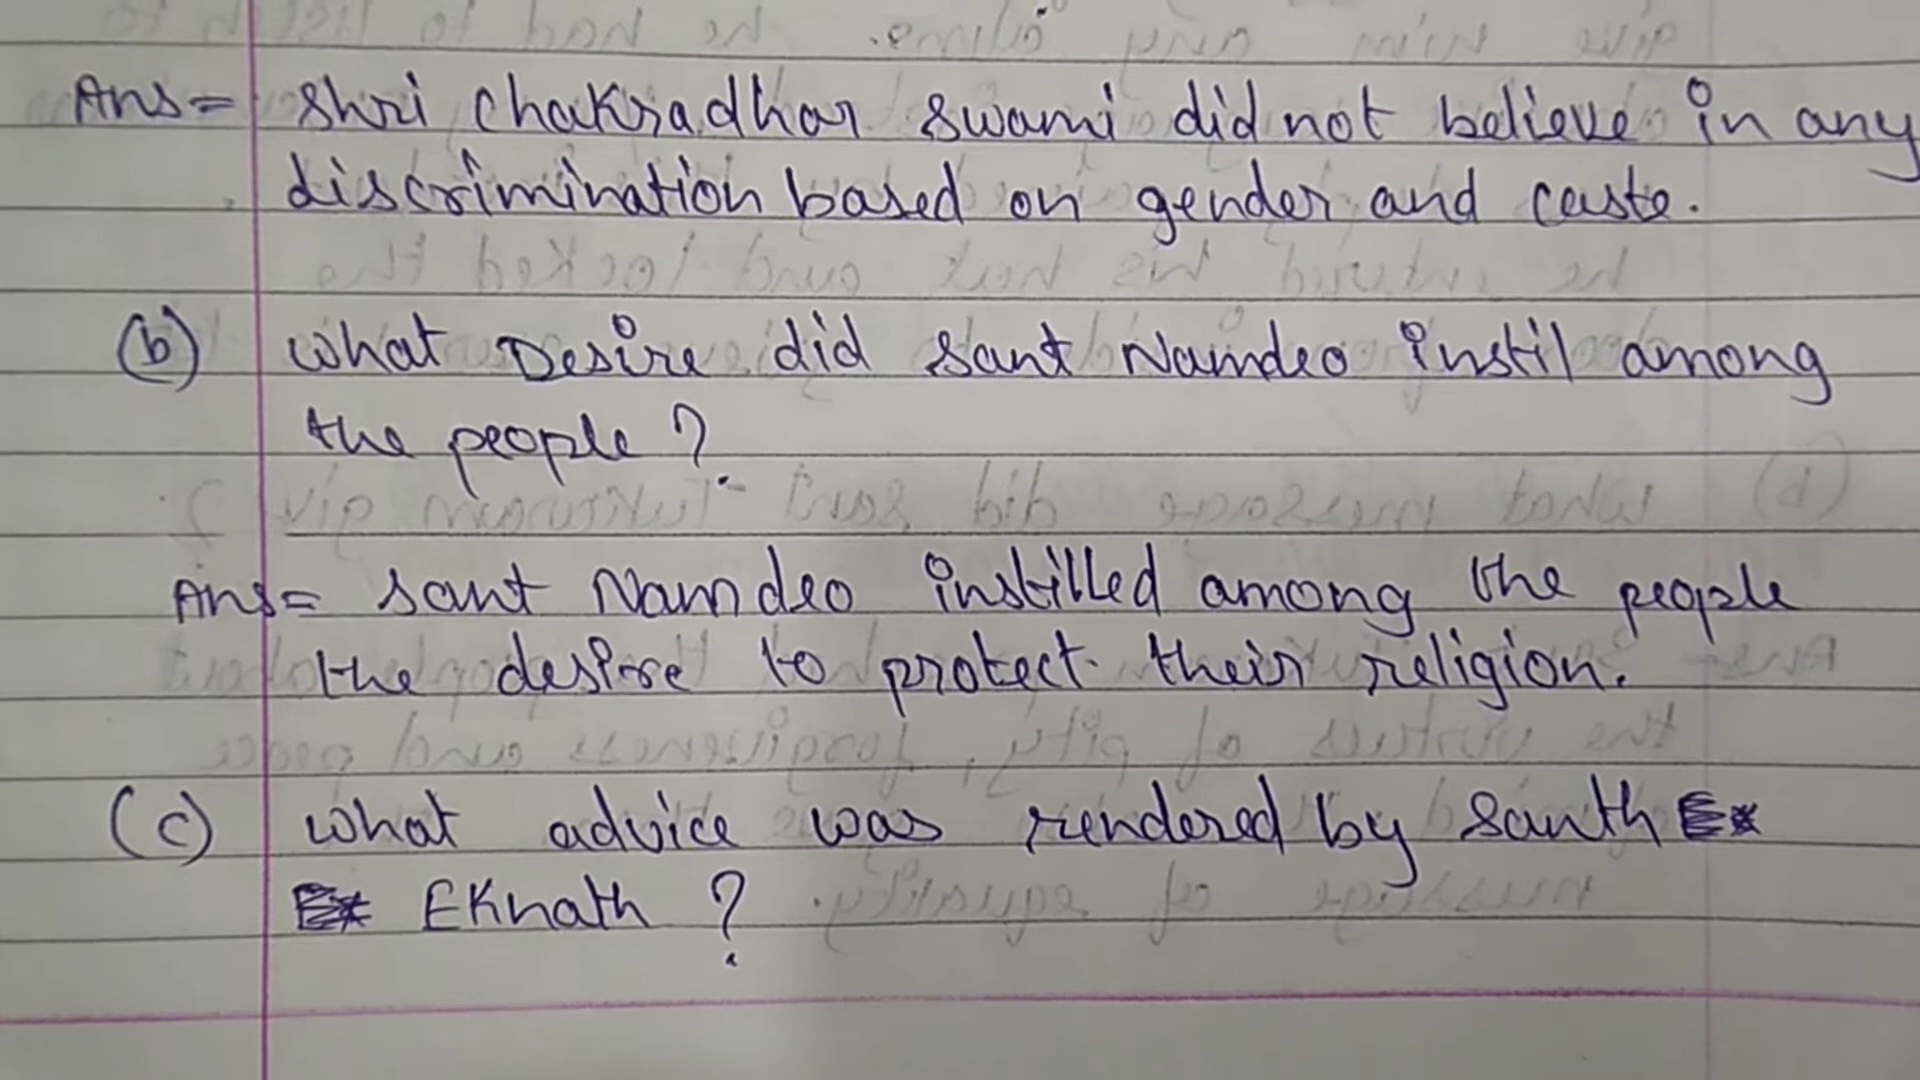 Ans= Shri Chakradhar Swami did not believe in any
discrimination based on gender and caste.
(b) What Desire did Sant Namdeo instil among
the people ?
Ans= Sant Namdeo instilled among the people
the desire to protect their religion.
(c) What advice was rendered by Santh
EKnath ?